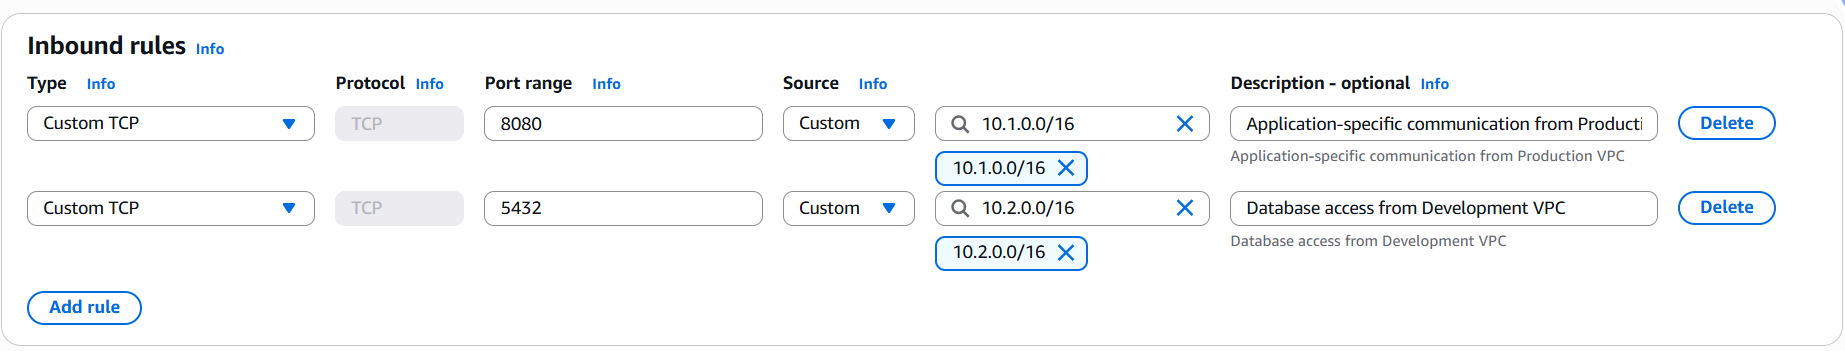 Inbound rules Info
Type Info Protocol Info Port range Info Source Info Description - optional Info
Custom TCP TCP 8080 Custom 10.1.0.0/16 Application-specific communication from Producti Delete
10.1.0.0/16 Application-specific communication from Production VPC
Custom TCP TCP 5432 Custom 10.2.0.0/16 Database access from Development VPC Delete
10.2.0.0/16 Database access from Development VPC
Add rule